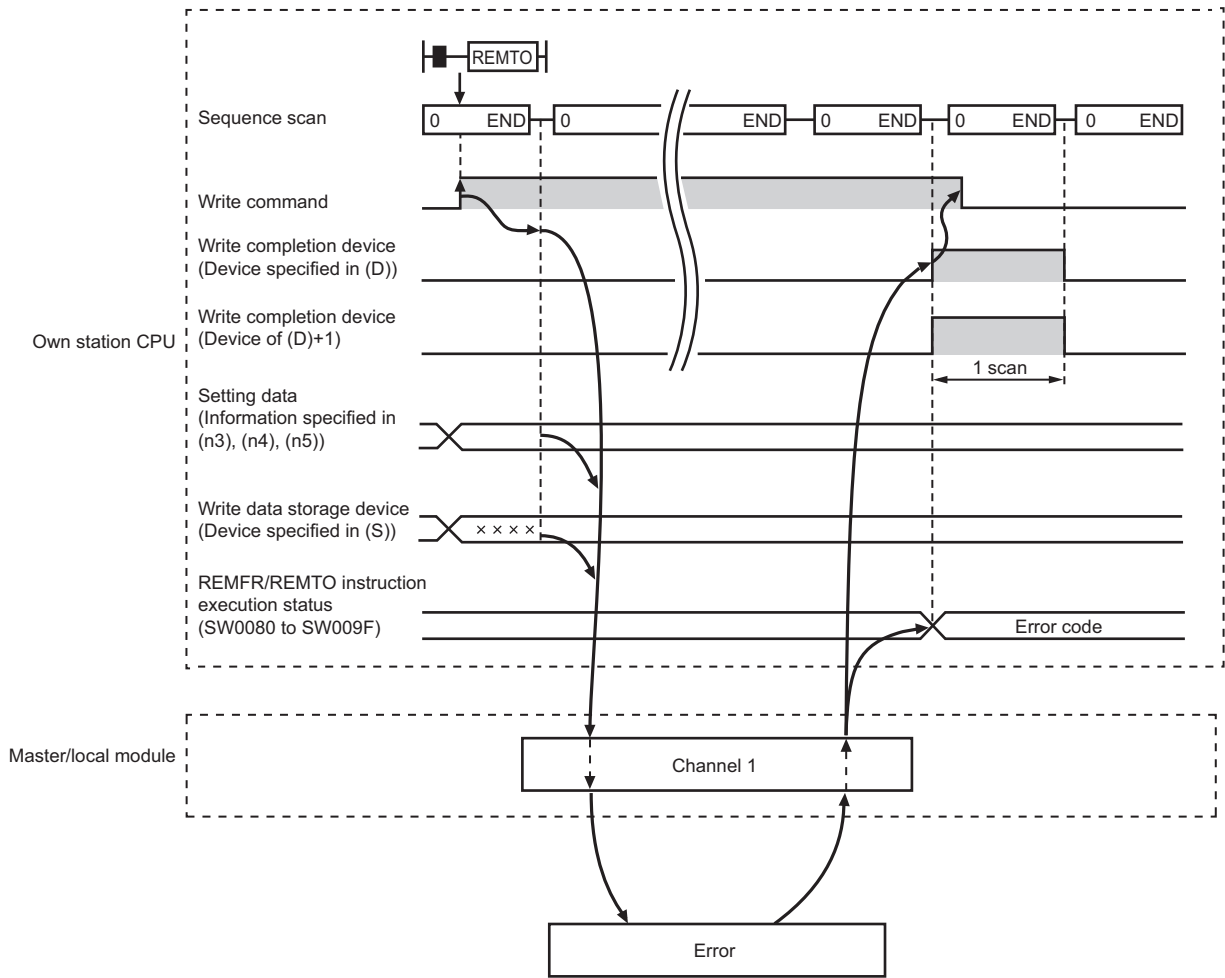 REMTO
Sequence scan
0 END 0 END 0 END 0 END 0 END
Write command
Write completion device
(Device specified in (D))
Write completion device
(Device of (D)+1)
Own station CPU
1 scan
Setting data
(Information specified in
(n3), (n4), (n5))
Write data storage device
(Device specified in (S))
× × × ×
REMFR/REMTO instruction
execution status
(SW0080 to SW009F)
Error code
Master/local module
Channel 1
Error